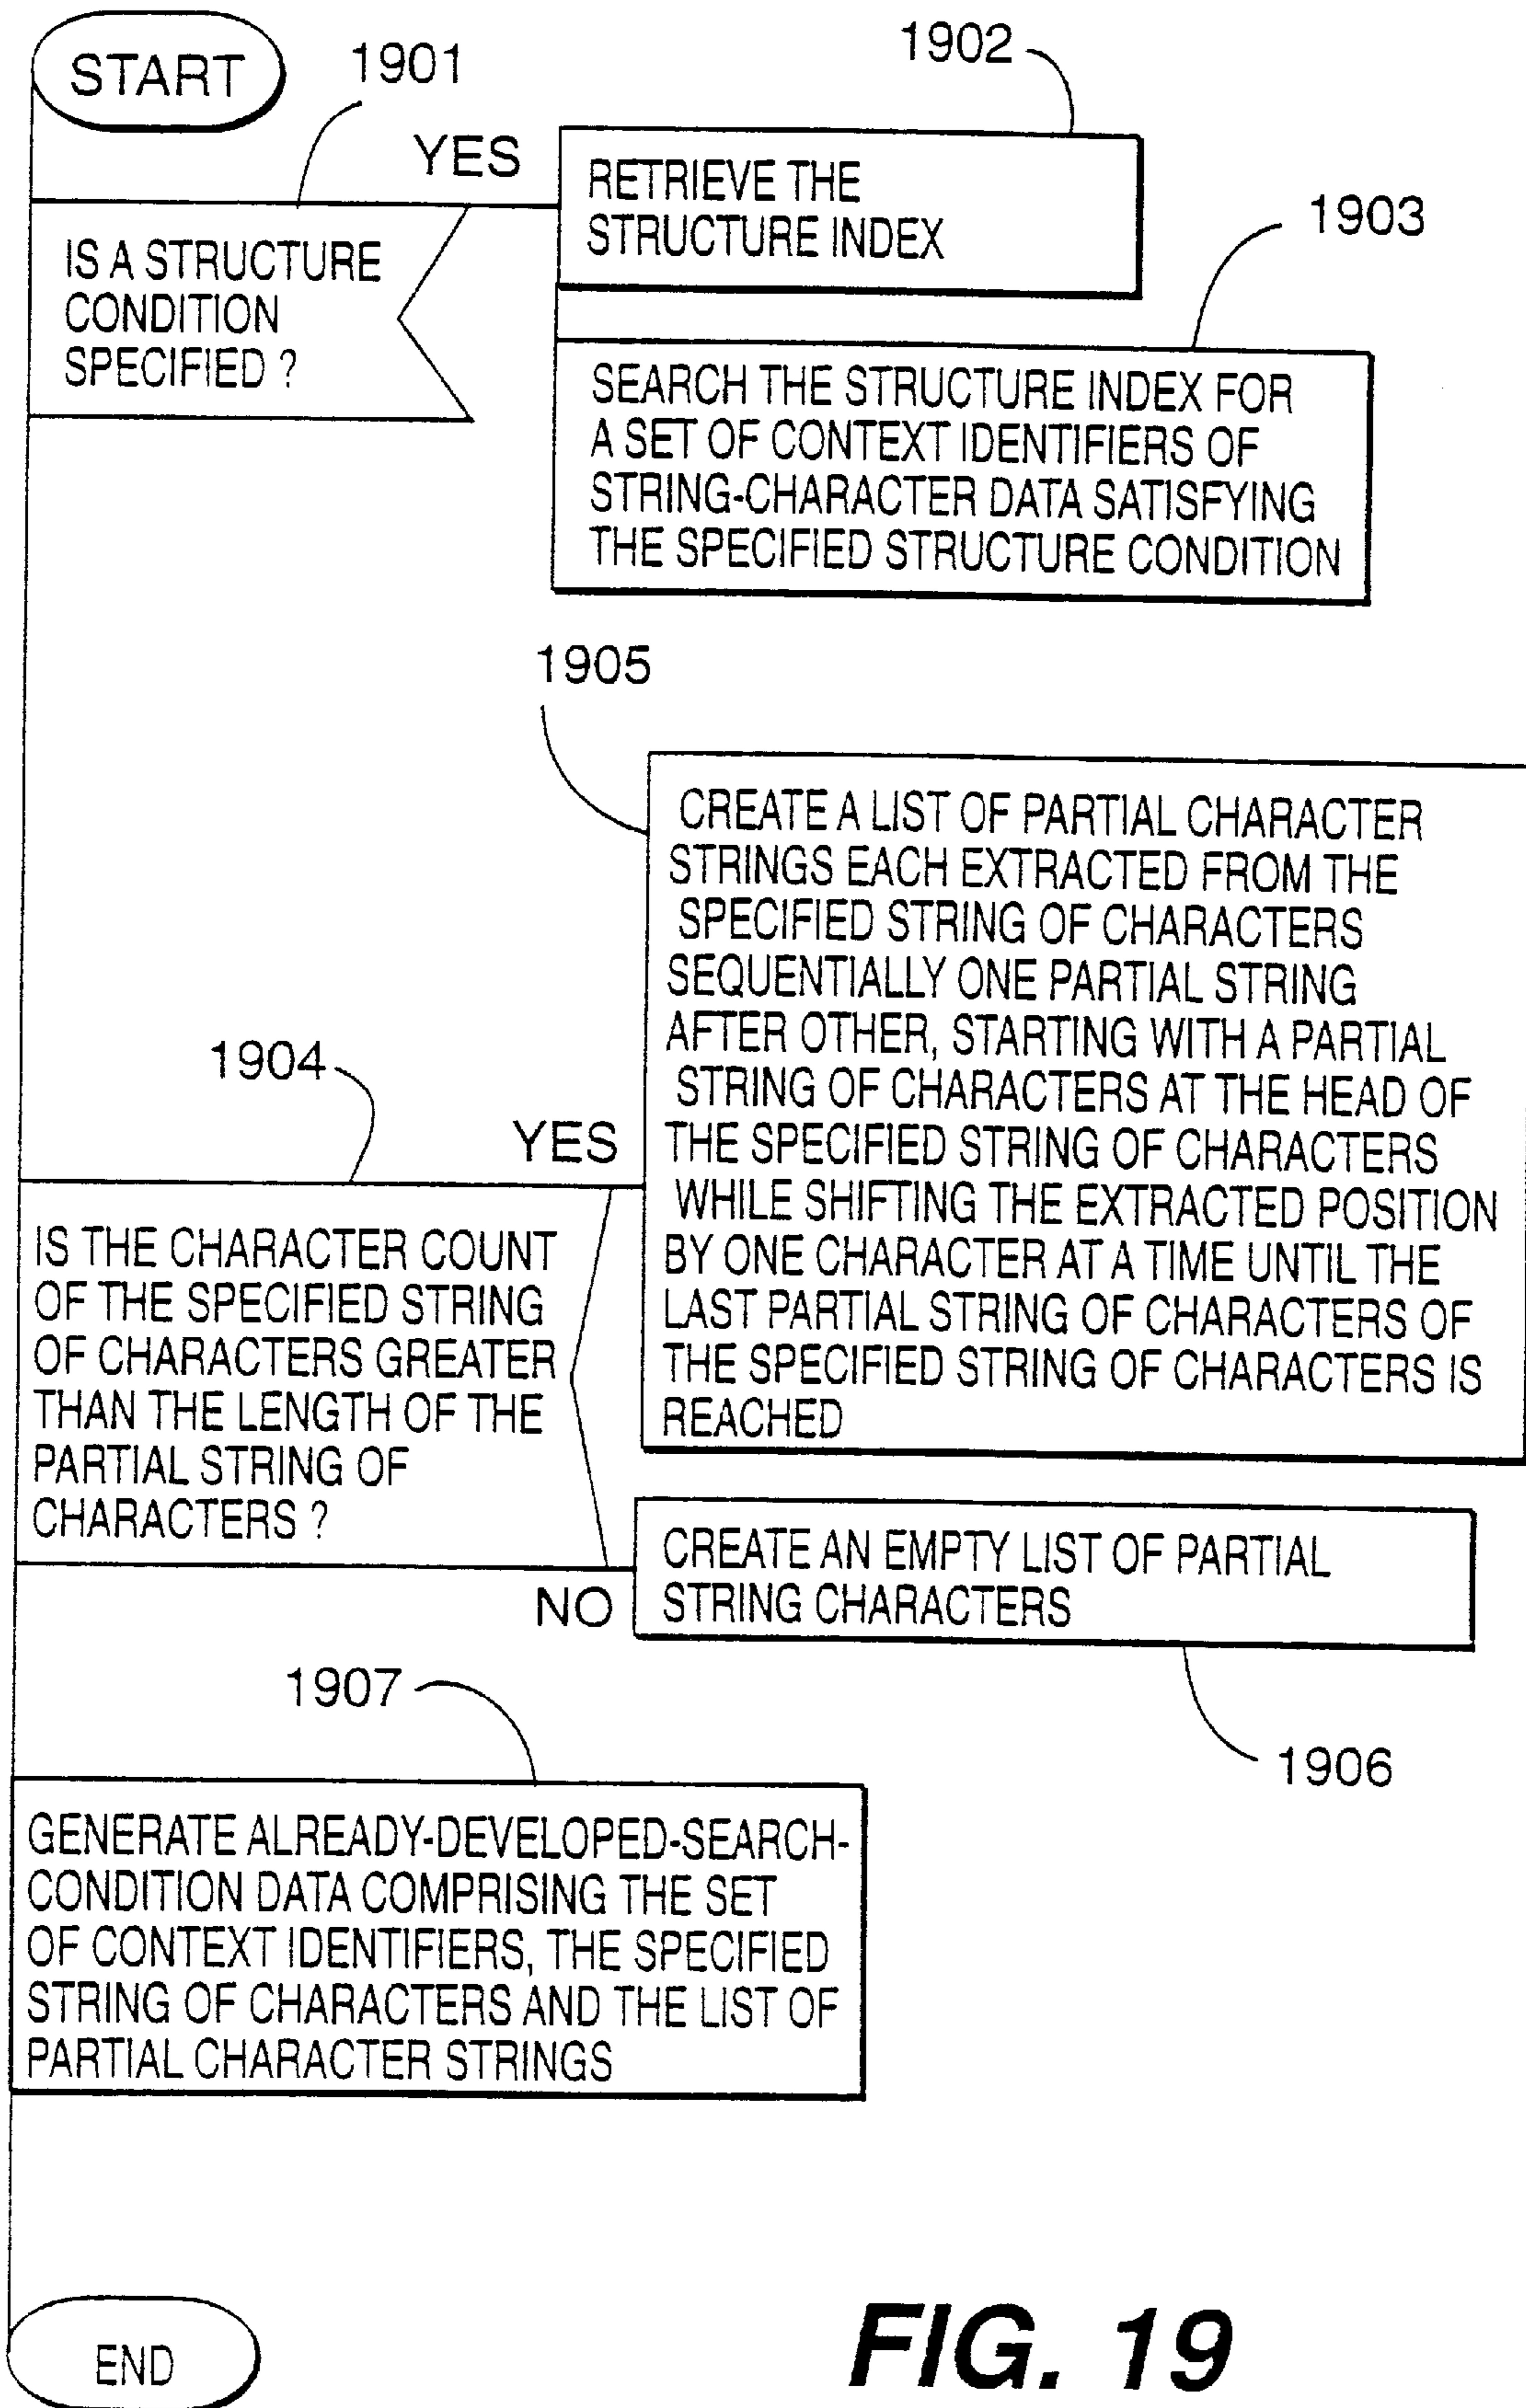 START
1901
1902
YES
RETRIEVE THE
STRUCTURE INDEX
1903
IS A STRUCTURE
CONDITION
SPECIFIED ?
SEARCH THE STRUCTURE INDEX FOR
A SET OF CONTEXT IDENTIFIERS OF
STRING-CHARACTER DATA SATISFYING
THE SPECIFIED STRUCTURE CONDITION
1905
CREATE A LIST OF PARTIAL CHARACTER
STRINGS EACH EXTRACTED FROM THE
SPECIFIED STRING OF CHARACTERS
SEQUENTIALLY ONE PARTIAL STRING
AFTER OTHER, STARTING WITH A PARTIAL
STRING OF CHARACTERS AT THE HEAD OF
THE SPECIFIED STRING OF CHARACTERS
WHILE SHIFTING THE EXTRACTED POSITION
BY ONE CHARACTER AT A TIME UNTIL THE
LAST PARTIAL STRING OF CHARACTERS OF
THE SPECIFIED STRING OF CHARACTERS IS
REACHED
1904
YES
IS THE CHARACTER COUNT
OF THE SPECIFIED STRING
OF CHARACTERS GREATER
THAN THE LENGTH OF THE
PARTIAL STRING OF
CHARACTERS ?
NO
CREATE AN EMPTY LIST OF PARTIAL
STRING CHARACTERS
1906
1907
GENERATE ALREADY-DEVELOPED-SEARCH-
CONDITION DATA COMPRISING THE SET
OF CONTEXT IDENTIFIERS, THE SPECIFIED
STRING OF CHARACTERS AND THE LIST OF
PARTIAL CHARACTER STRINGS
END
FIG. 19